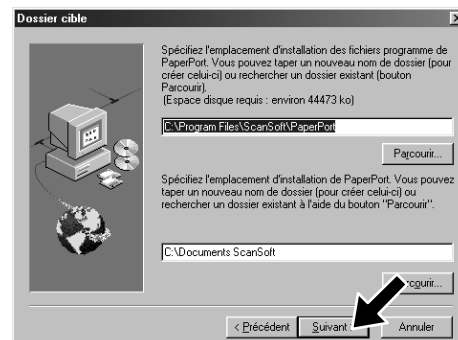 Dossier cible
Spécifiez l'emplacement d'installation des fichiers programme de
PaperPort. Vous pouvez taper un nouveau nom de dossier (pour
créer celui-ci) ou rechercher un dossier existant (bouton
Parcourir).
(Espace disque requis : environ 44473 ko)
C:\Program Files\ScanSoft\PaperPort
Parcourir...
Spécifiez l'emplacement d'installation de PaperPort. Vous pouvez
taper un nouveau nom de dossier (pour créer celui-ci) ou
rechercher un dossier existant à l'aide du bouton "Parcourir".
C:\Documents ScanSoft
courir...
< Précédent Suivant Annuler